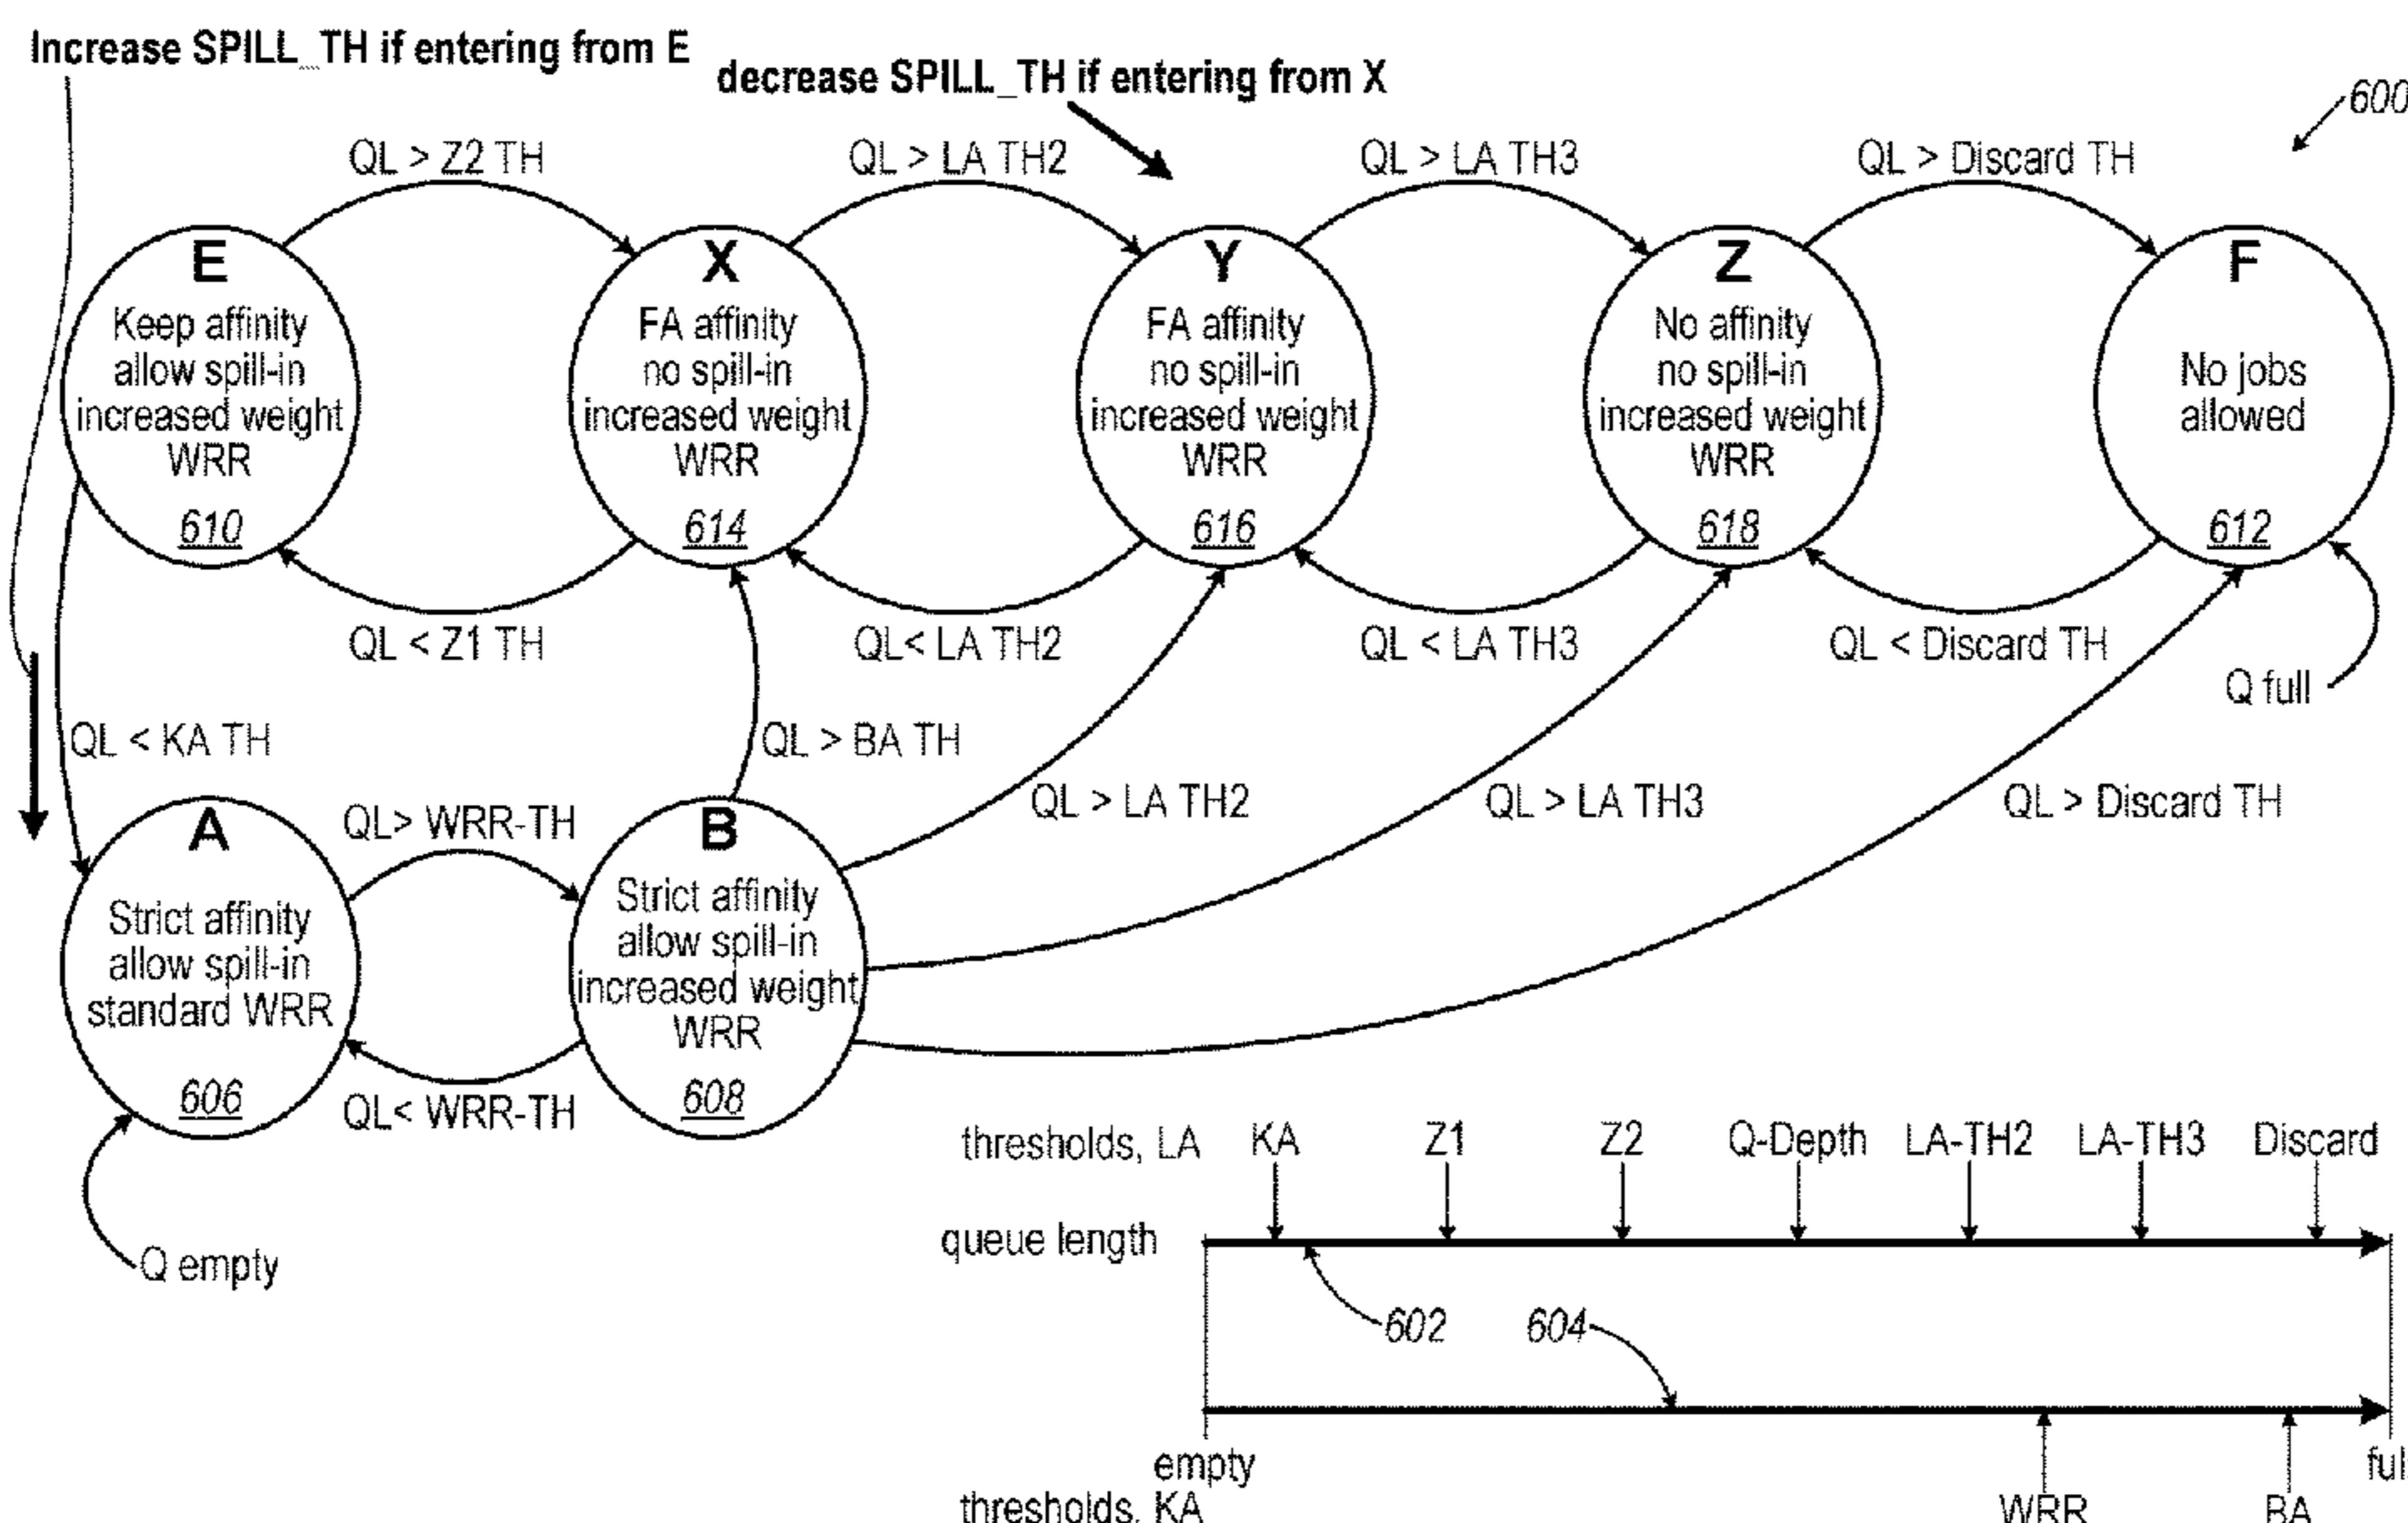 Increase SPILL_TH if entering from E
decrease SPILL_TH if entering from X
600
QL > Z2 TH
QL > LA TH2
QL > LA TH3
QL > Discard TH
E
Keep affinity
allow spill-in
increased weight
WRR
610
X
FA affinity
no spill-in
increased weight
WRR
614
Y
FA affinity
no spill-in
increased weight
WRR
616
Z
No affinity
no spill-in
increased weight
WRR
618
F
No jobs
allowed
612
QL < Z1 TH
QL< LA TH2
QL < LA TH3
QL < Discard TH
Q full
QL < KA TH
QL > BA TH
QL > LA TH2
QL > LA TH3
QL > Discard TH
A
Strict affinity
allow spill-in
standard WRR
606
QL> WRR-TH
B
Strict affinity
allow spill-in
increased weight
WRR
608
QL< WRR-TH
Q empty
thresholds, LA KA Z1 Z2 Q-Depth LA-TH2 LA-TH3 Discard
queue length
602
604
empty
ful
thresholds, KA WRR BA